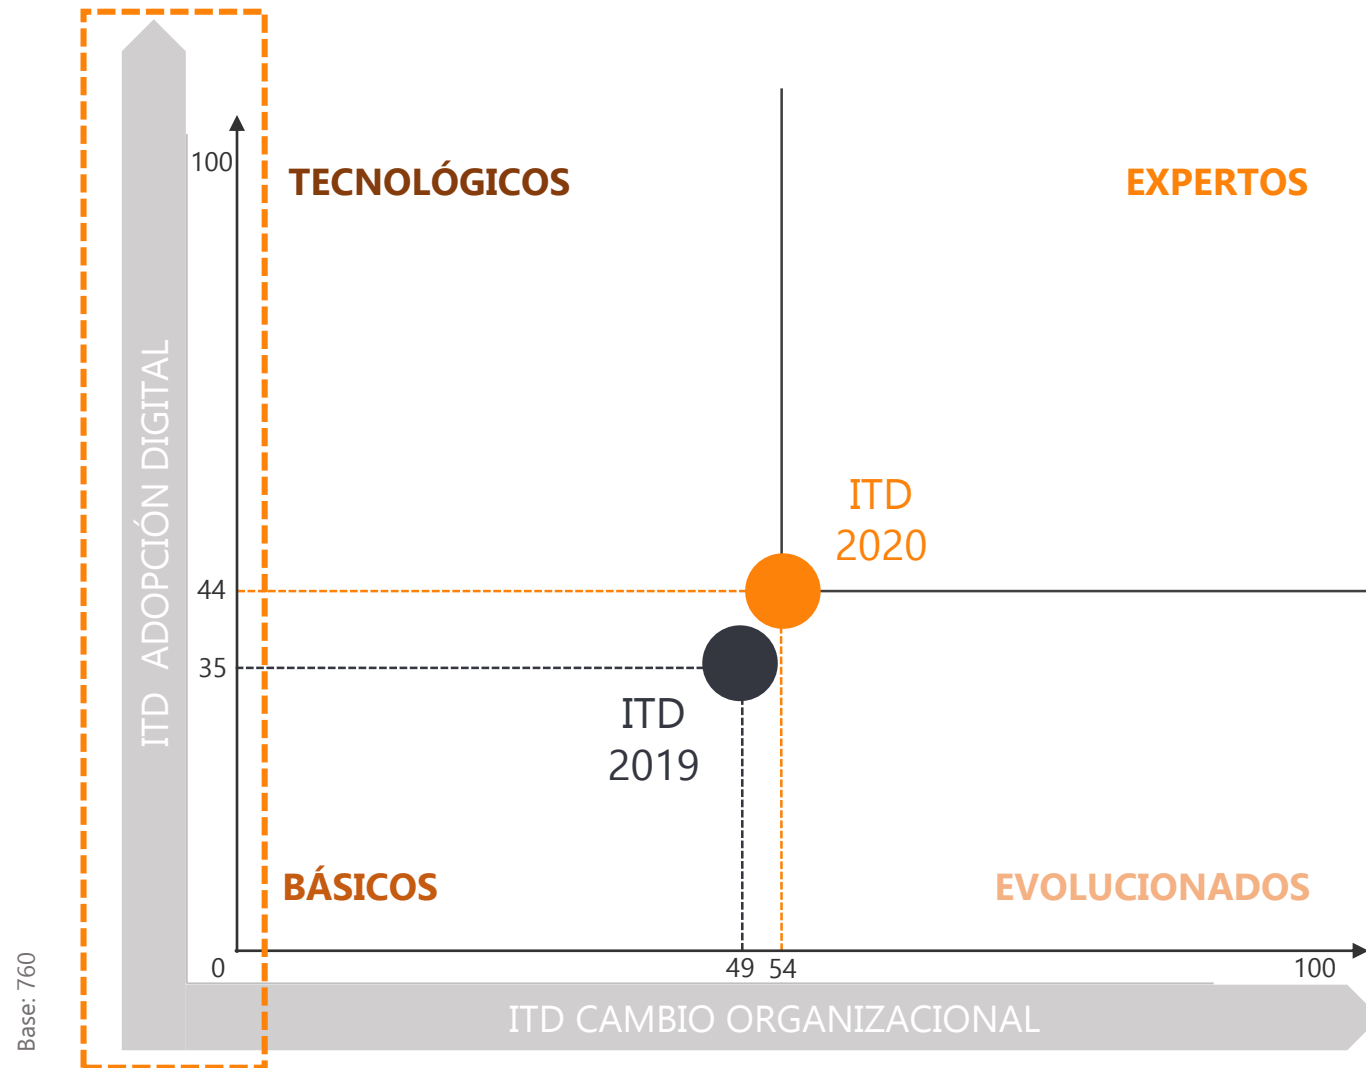 100
TECNOLÓGICOS
EXPERTOS
ITD ADOPCIÓN DIGITAL
ITD
2020
44
35
ITD
2019
BÁSICOS
EVOLUCIONADOS
0
49
54
100
ITD CAMBIO ORGANIZACIONAL
Base: 760